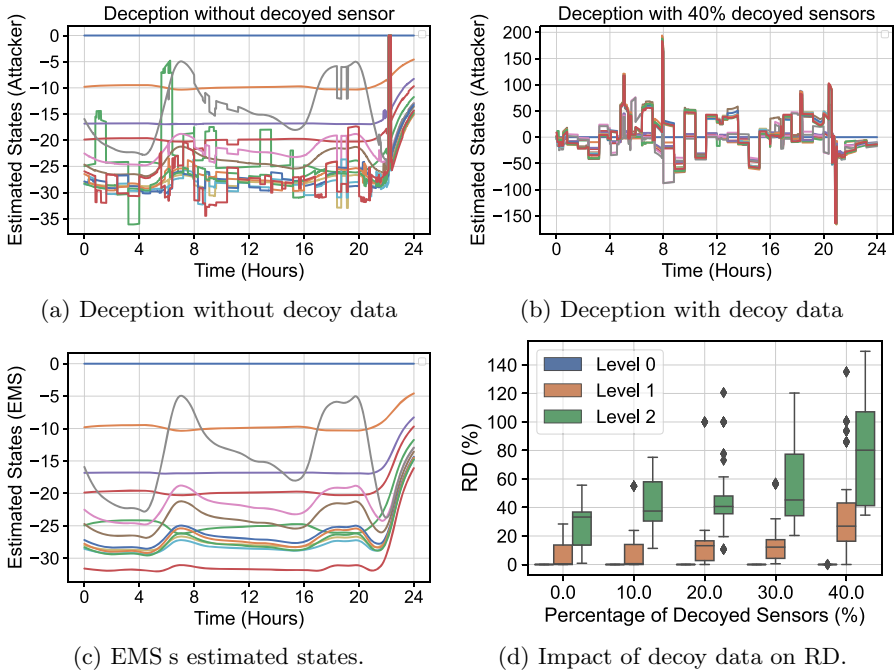 Deception without decoyed sensor
Estimated States (Attacker)
0
−5
−10
−15
−20
−25
−30
−35
0 4 8 12 16 20 24
Time (Hours)
(a) Deception without decoy data
Deception with 40% decoyed sensors
Estimated States (Attacker)
200
150
100
50
0
−50
−100
−150
0 4 8 12 16 20 24
Time (Hours)
(b) Deception with decoy data
Estimated States (EMS)
0
−5
−10
−15
−20
−25
−30
0 4 8 12 16 20 24
Time (Hours)
(c) EMS s estimated states.
RD (%)
140
120
100
80
60
40
20
0
Level 0
Level 1
Level 2
0.0 10.0 20.0 30.0 40.0
Percentage of Decoyed Sensors (%)
(d) Impact of decoy data on RD.